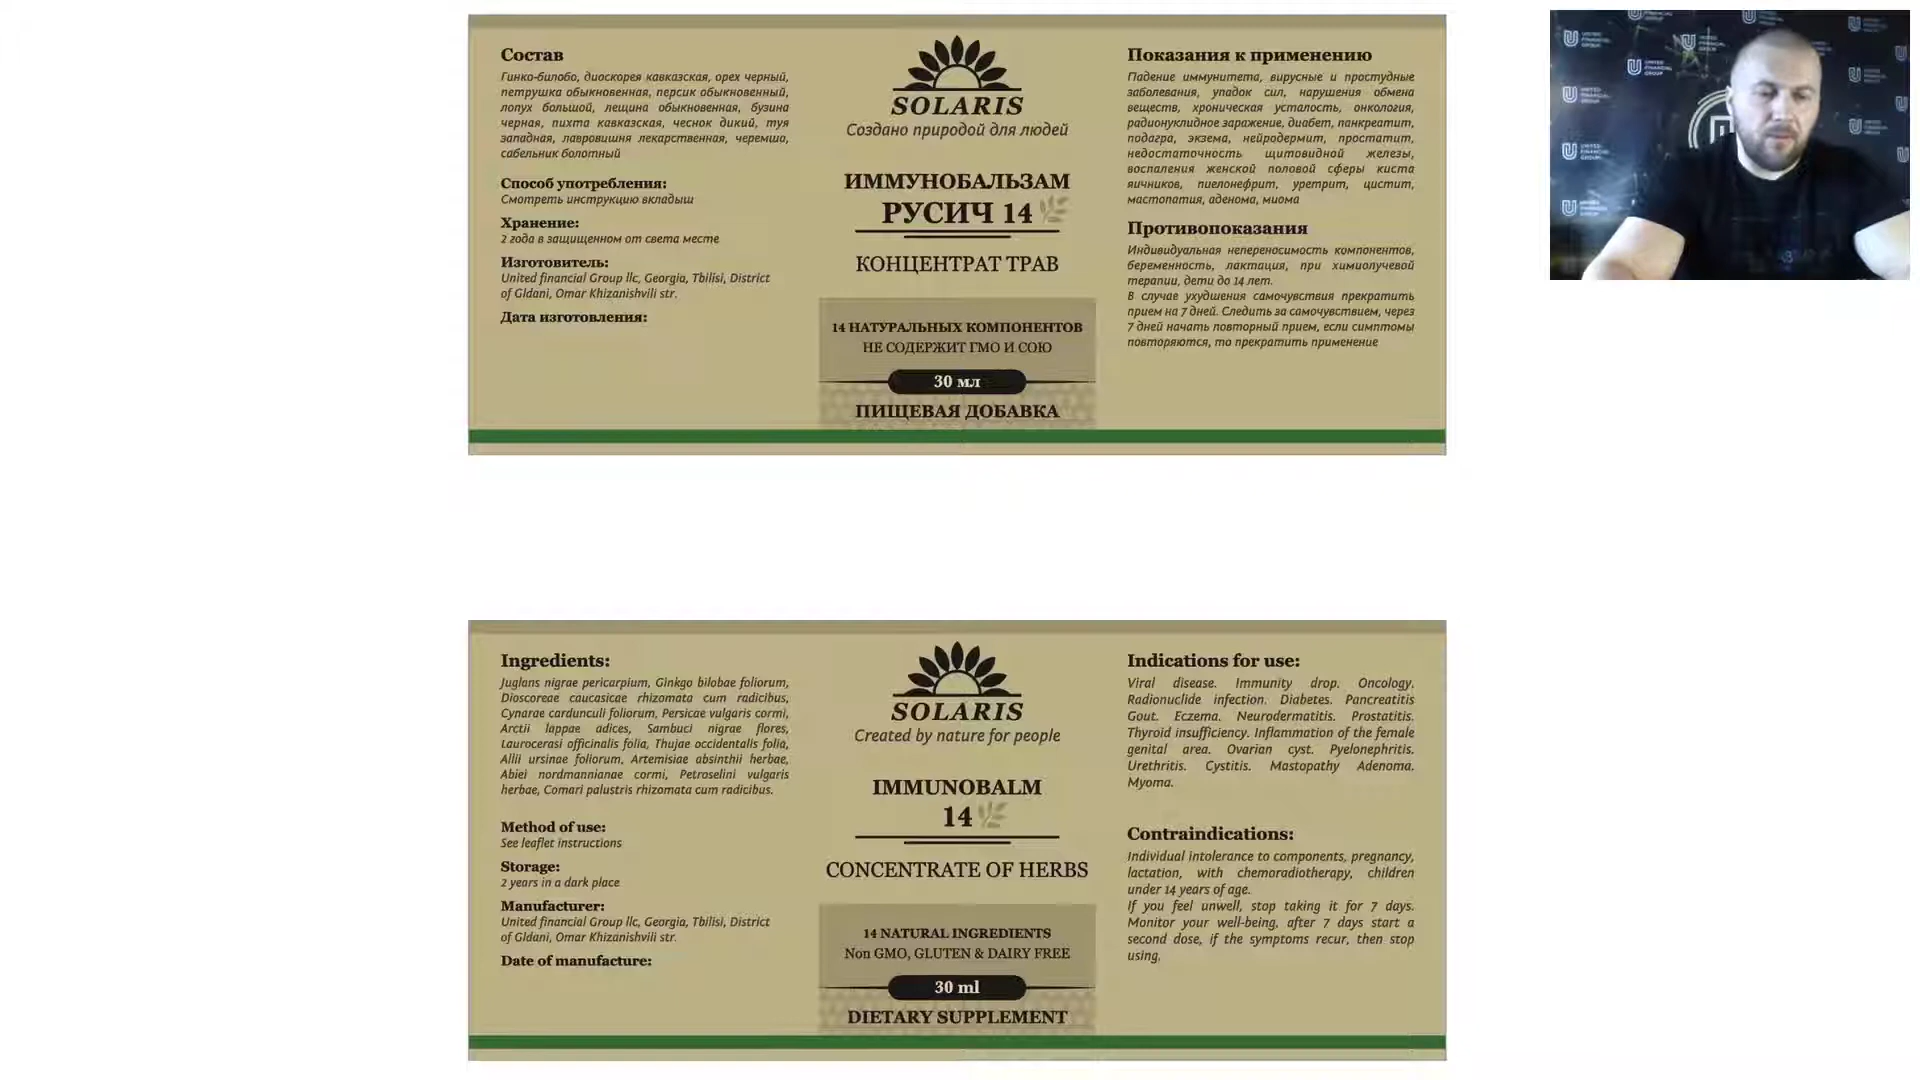 Состав
Гинко-билобо, диоскорея кавказская, орех черный,
петрушка обыкновенная, персик обыкновенный,
лопух большой, лещина обыкновенная, бузина
черная, пихта кавказская, чеснок дикий, туя
западная, лавровишня лекарственная, черемша,
сабельник болотный
Способ употребления:
Смотреть инструкцию вкладыш
Хранение:
2 года в защищенном от света месте
Изготовитель:
United financial Group llc, Georgia, Tbilisi, District
of Gldani, Omar Khizanishvili str.
Дата изготовления:
SOLARIS
Создано природой для людей
ИММУНОБАЛЬЗАМ
РУСИЧ 14
КОНЦЕНТРАТ ТРАВ
14 НАТУРАЛЬНЫХ КОМПОНЕНТОВ
НЕ СОДЕРЖИТ ГМО И СОЮ
30 мл
ПИЩЕВАЯ ДОБАВКА
Показания к применению
Падение иммунитета, вирусные и простудные
заболевания, упадок сил, нарушения обмена
веществ, хроническая усталость, онкология,
радионуклидное заражение, диабет, панкреатит,
подагра, экзема, нейродермит, простатит,
недостаточность щитовидной железы,
воспаления женской половой сферы киста
яичников, пиелонефрит, уретрит, цистит,
мастопатия, аденома, миома
Противопоказания
Индивидуальная непереносимость компонентов,
беременность, лактация, при химиолучевой
терапии, дети до 14 лет.
В случае ухудшения самочувствия прекратить
прием на 7 дней. Следить за самочувствием, через
7 дней начать повторный прием, если симптомы
повторяются, то прекратить применение
UNITED
FINANCIAL
GROUP
Ingredients:
Juglans nigrae pericarpium, Ginkgo bilobae foliorum,
Dioscoreae caucasicae rhizomata cum radicibus,
Cynarae cardunculi foliorum, Persicae vulgaris cormi,
Arctii lappae adices, Sambuci nigrae flores,
Laurocerasi officinalis folia, Thujae occidentalis folia,
Allii ursinae foliorum, Artemisiae absinthii herbae,
Abiei nordmannianae cormi, Petroselini vulgaris
herbae, Comari palustris rhizomata cum radicibus.
Method of use:
See leaflet instructions
Storage:
2 years in a dark place
Manufacturer:
United financial Group llc, Georgia, Tbilisi, District
of Gldani, Omar Khizanishvili str.
Date of manufacture:
SOLARIS
Created by nature for people
IMMUNOBALM
14
CONCENTRATE OF HERBS
14 NATURAL INGREDIENTS
Non GMO, GLUTEN & DAIRY FREE
30 ml
DIETARY SUPPLEMENT
Indications for use:
Viral disease. Immunity drop. Oncology.
Radionuclide infection. Diabetes. Pancreatitis
Gout. Eczema. Neurodermatitis. Prostatitis.
Thyroid insufficiency. Inflammation of the female
genital area. Ovarian cyst. Pyelonephritis.
Urethritis. Cystitis. Mastopathy Adenoma.
Myoma.
Contraindications:
Individual intolerance to components, pregnancy,
lactation, with chemoradiotherapy, children
under 14 years of age.
If you feel unwell, stop taking it for 7 days.
Monitor your well-being, after 7 days start a
second dose, if the symptoms recur, then stop
using.